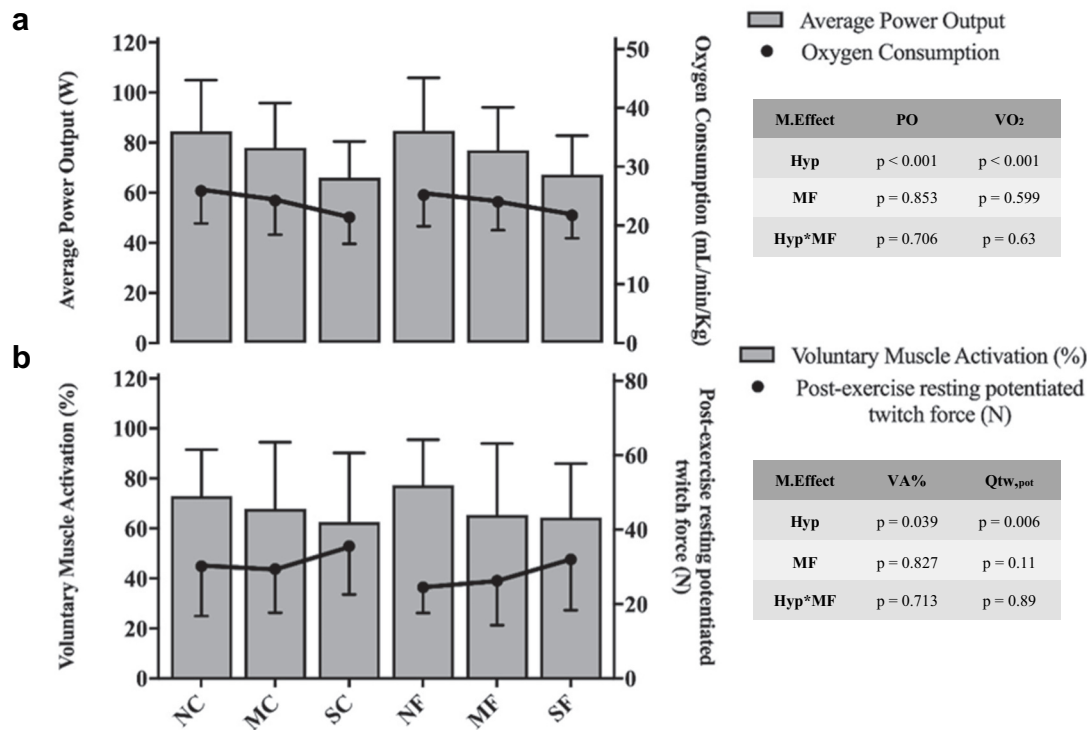 a
Average Power Output
Oxygen Consumption
120
100
80
60
40
20
0
Average Power Output (W)
50
40
30
20
10
0
Oxygen Consumption (mL/min/Kg)
M.Effect PO VO₂
Hyp p < 0.001 p < 0.001
MF p = 0.853 p = 0.599
Hyp*MF p = 0.706 p = 0.63
b
Voluntary Muscle Activation (%)
Post-exercise resting potentiated
twitch force (N)
120
100
80
60
40
20
0
Voluntary Muscle Activation (%)
80
60
40
20
0
Post-exercise resting potentiated
twitch force
(N)
M.Effect VA% Qtw,pot
Hyp p = 0.039 p = 0.006
MF p = 0.827 p = 0.11
Hyp*MF p = 0.713 p = 0.89
NC MC SC NF MF SF